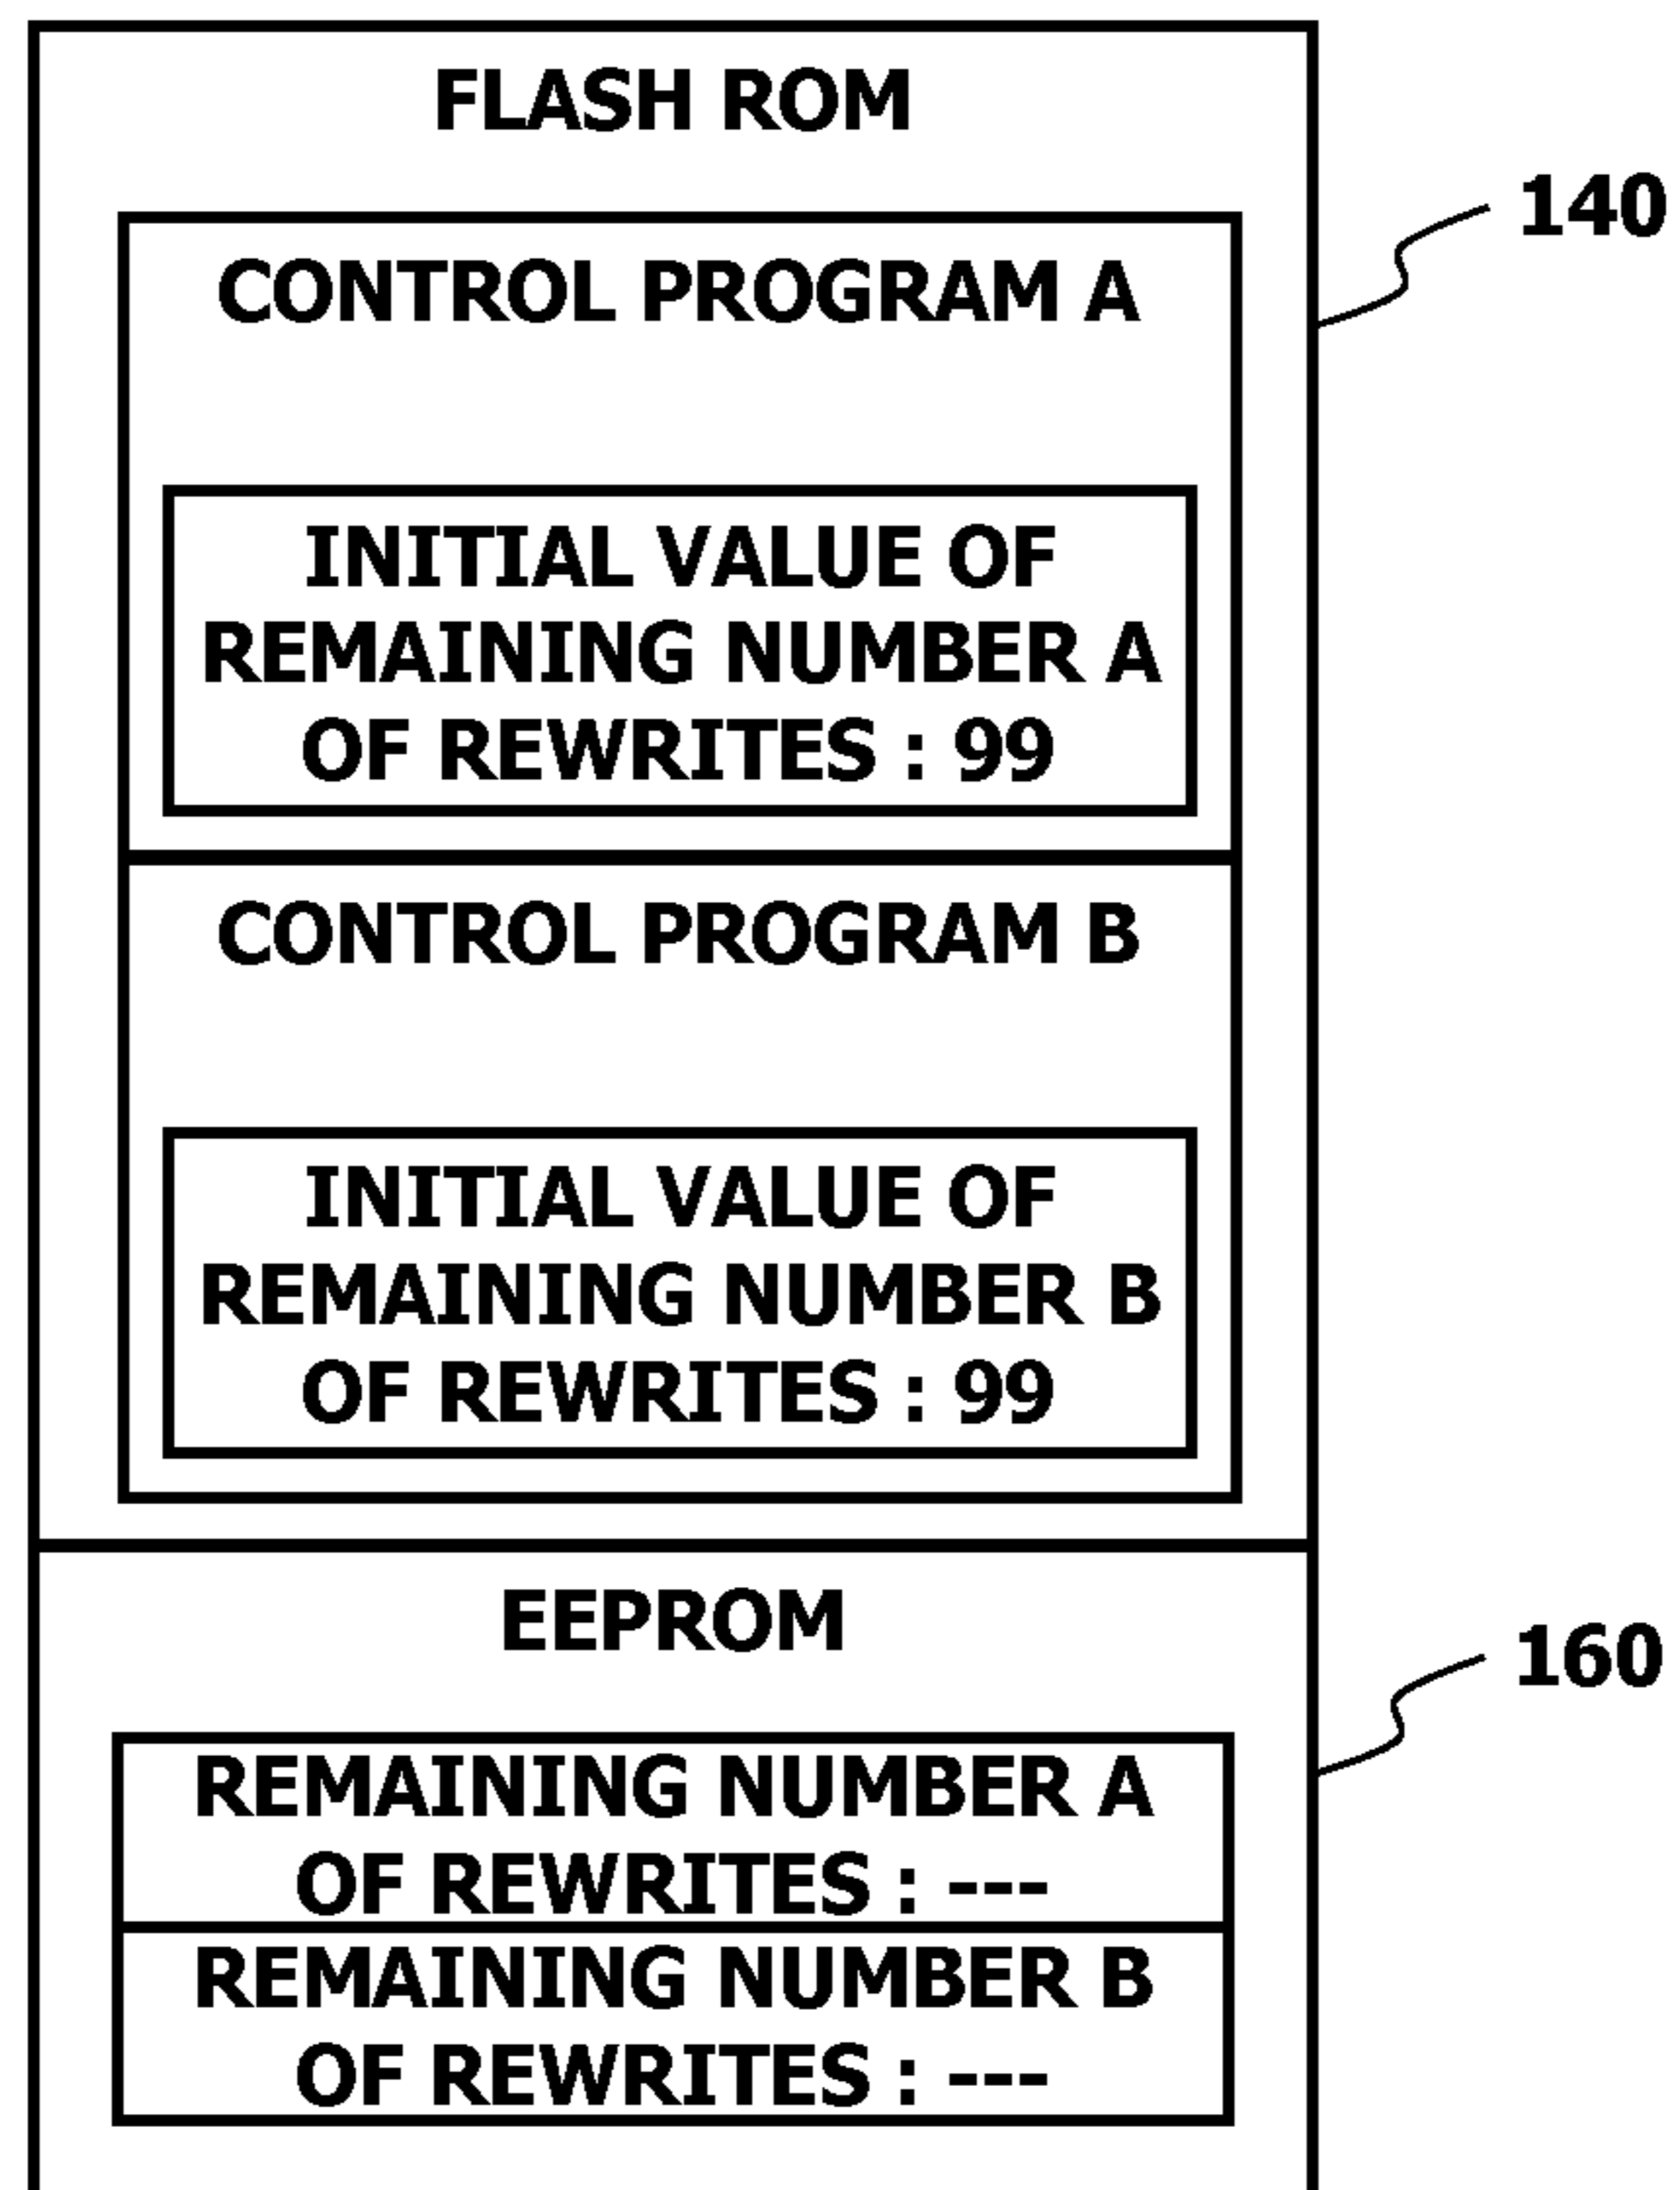 FLASH ROM
140
CONTROL PROGRAM A
INITIAL VALUE OF
REMAINING NUMBER A
OF REWRITES : 99
CONTROL PROGRAM B
INITIAL VALUE OF
REMAINING NUMBER B
OF REWRITES : 99
EEPROM
160
REMAINING NUMBER A
OF REWRITES : ---
REMAINING NUMBER B
OF REWRITES : ---